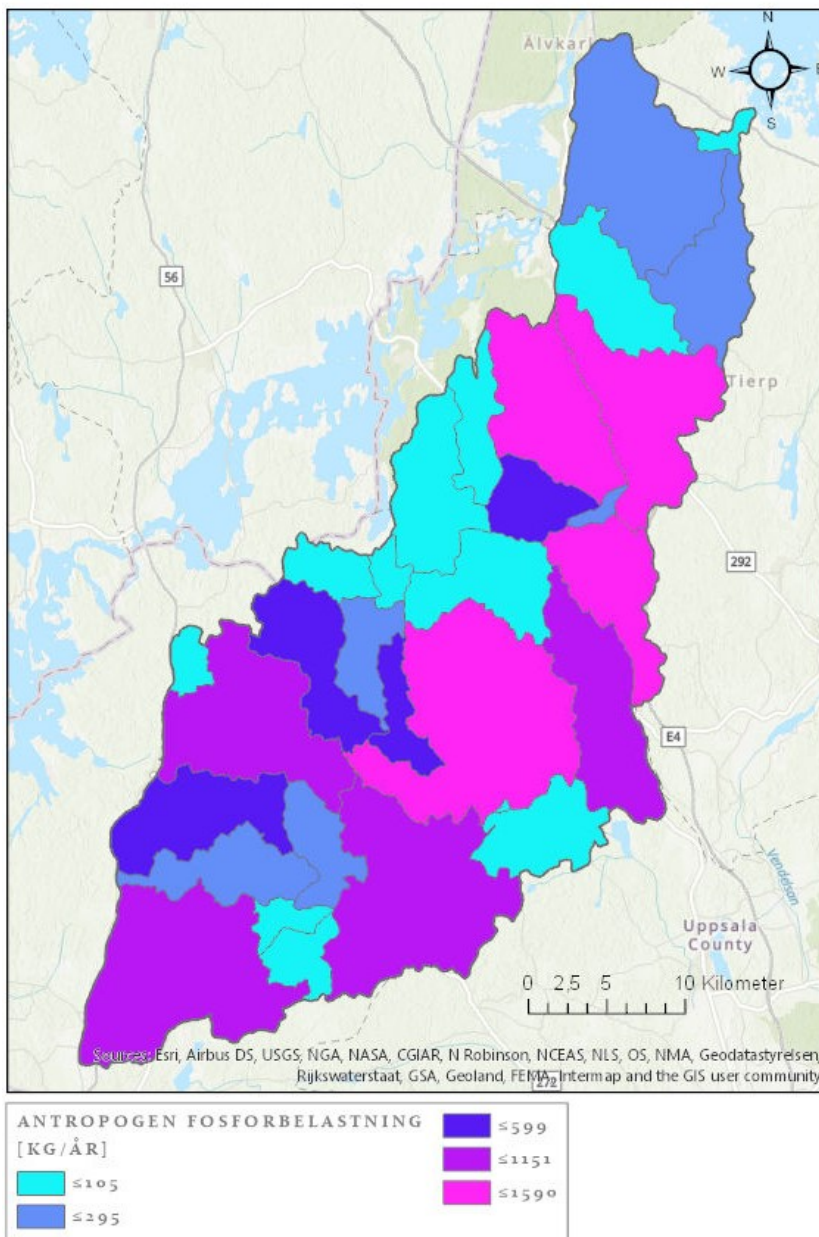 Älvkarl
N
W
E
S
56
Tierp
292
E4
Vendelsån
Uppsala
County
0 2,5 5 10 Kilometer
Sources: Esri, Airbus DS, USGS, NGA, NASA, CGIAR, N Robinson, NCEAS, NLS, OS, NMA, Geodatastyrelsen,
Rijkswaterstaat, GSA, Geoland, FEMA, Intermap and the GIS user community
272
ANTROPOGEN FOSFORBELASTNING
[KG/ÅR]
≤105
≤295
≤599
≤1151
≤1590